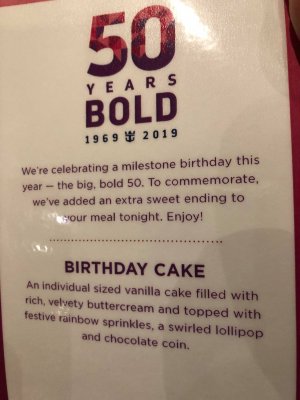 50
YEARS
BOLD
1969 2019
We're celebrating a milestone birthday this
year — the big, bold 50. To commemorate,
we've added an extra sweet ending to
your meal tonight. Enjoy!
BIRTHDAY CAKE
An individual sized vanilla cake filled with
rich, velvety buttercream and topped with
festive rainbow sprinkles, a swirled lollipop
and chocolate coin.